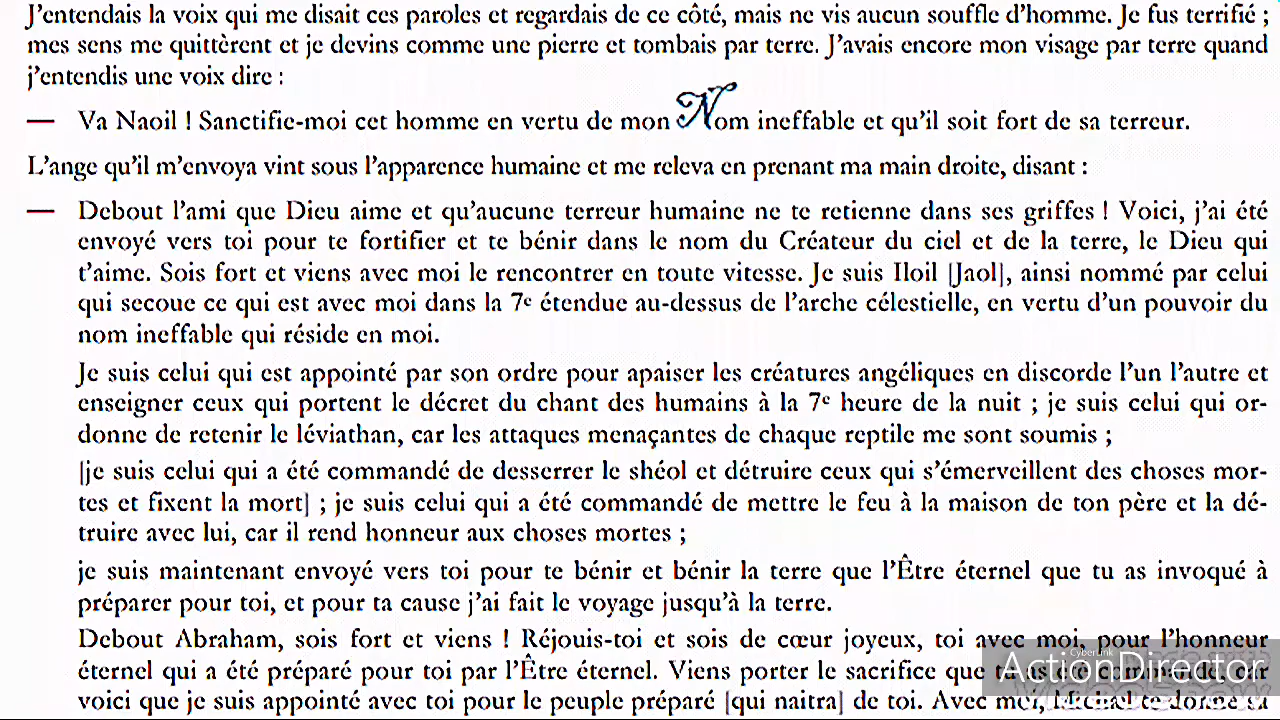 J'entendais la voix qui me disait ces paroles et regardais de ce côté, mais ne vis aucun souffle d'homme. Je fus terrifié ;
mes sens me quittèrent et je devins comme une pierre et tombais par terre. J'avais encore mon visage par terre quand
j'entendis une voix dire :
— Va Naoil ! Sanctifie-moi cet homme en vertu de mon Nom ineffable et qu'il soit fort de sa terreur.
L'ange qu'il m'envoya vint sous l'apparence humaine et me releva en prenant ma main droite, disant :
— Debout l'ami que Dieu aime et qu'aucune terreur humaine ne te retienne dans ses griffes ! Voici, j'ai été
envoyé vers toi pour te fortifier et te bénir dans le nom du Créateur du ciel et de la terre, le Dieu qui
t'aime. Sois fort et viens avec moi le rencontrer en toute vitesse. Je suis Iloil [Jaol], ainsi nommé par celui
qui secoue ce qui est avec moi dans la 7e étendue au-dessus de l'arche célestielle, en vertu d'un pouvoir du
nom ineffable qui réside en moi.
Je suis celui qui est appointé par son ordre pour apaiser les créatures angéliques en discorde l'un l'autre et
enseigner ceux qui portent le décret du chant des humains à la 7e heure de la nuit ; je suis celui qui or-
donne de retenir le léviathan, car les attaques menaçantes de chaque reptile me sont soumis ;
[je suis celui qui a été commandé de desserrer le shéol et détruire ceux qui s'émerveillent des choses mor-
tes et fixent la mort] ; je suis celui qui a été commandé de mettre le feu à la maison de ton père et la dé-
truire avec lui, car il rend honneur aux choses mortes ;
je suis maintenant envoyé vers toi pour te bénir et bénir la terre que l'Être éternel que tu as invoqué à
préparer pour toi, et pour ta cause j'ai fait le voyage jusqu'à la terre.
Debout Abraham, sois fort et viens ! Réjouis-toi et sois de cœur joyeux, toi avec moi, pour l'honneur
éternel qui a été préparé pour toi par l'Être éternel. Viens porter le sacrifice que car
voici que je suis appointé avec toi pour le peuple préparé [qui naitra] de toi. Avec moi, sa
CyberLink
ActionDirector